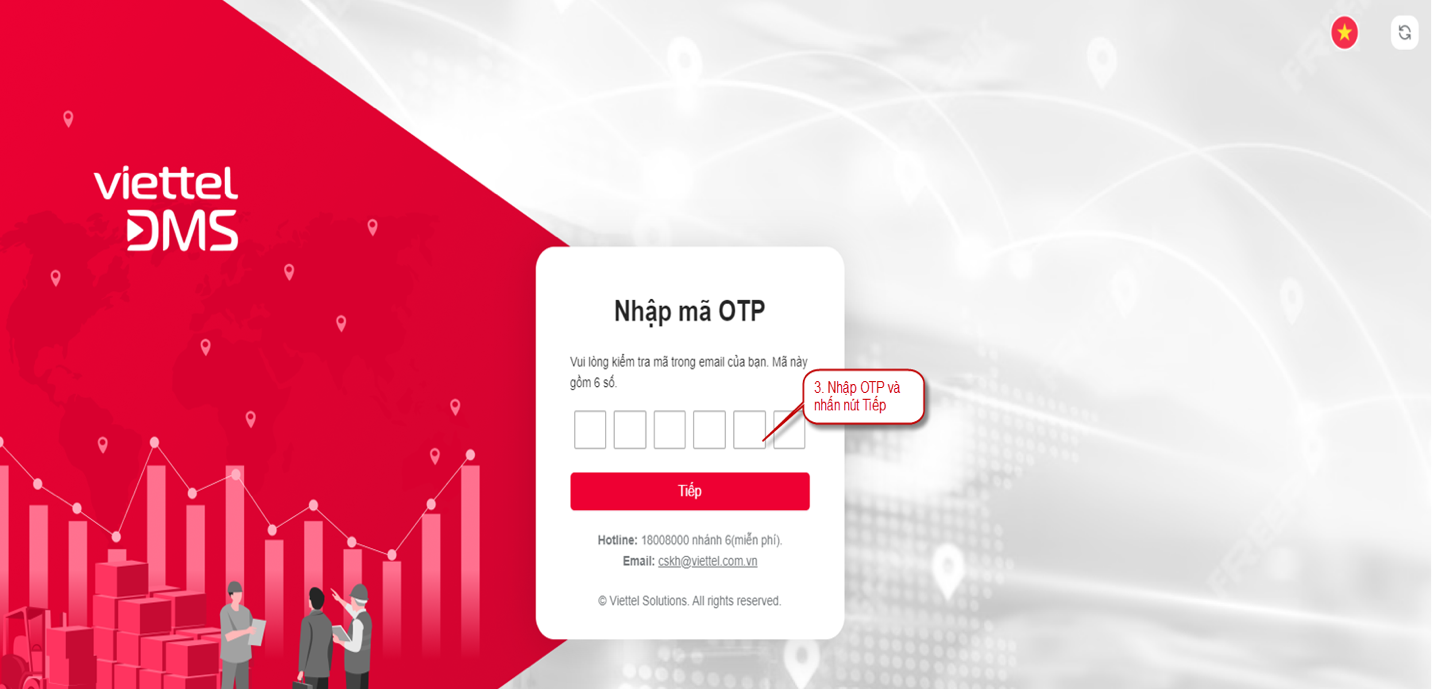 viettel
DMS
Nhập mã OTP
Vui lòng kiểm tra mã trong email của bạn. Mã này
gồm 6 số.
3. Nhập OTP và
nhấn nút Tiếp
Tiếp
Hotline: 18008000 nhánh 6(miễn phí).
Email: cskh@viettel.com.vn
© Viettel Solutions. All rights reserved.